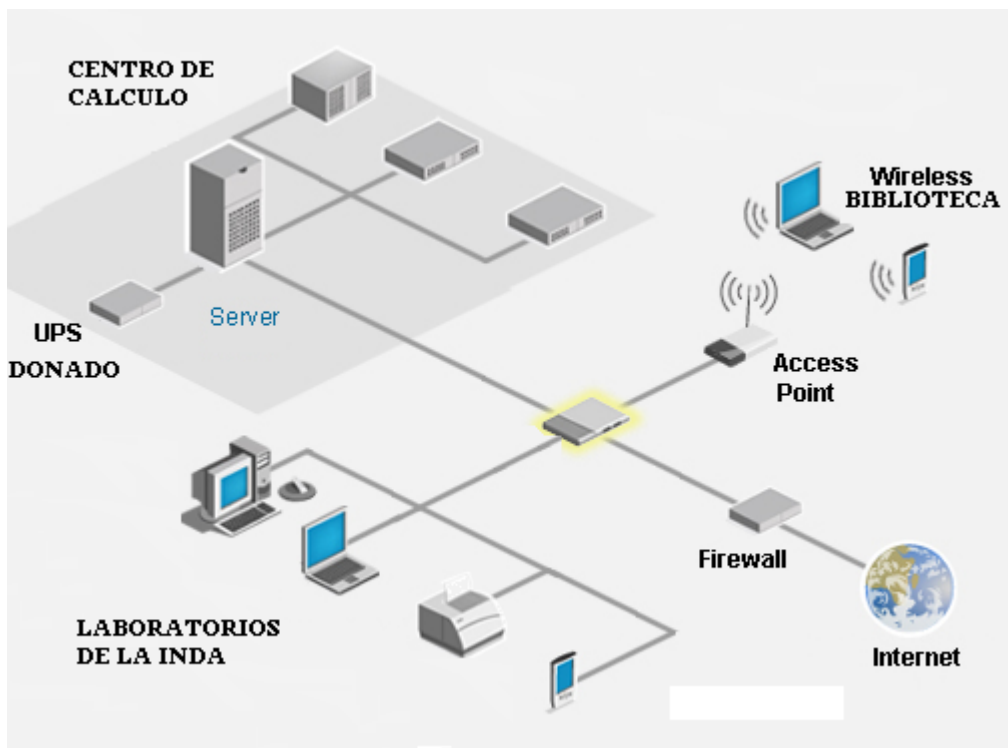 CENTRO DE
CALCULO
Wireless
BIBLIOTECA
Server
UPS
DONADO
Access
Point
Firewall
LABORATORIOS
DE LA INDA
Internet